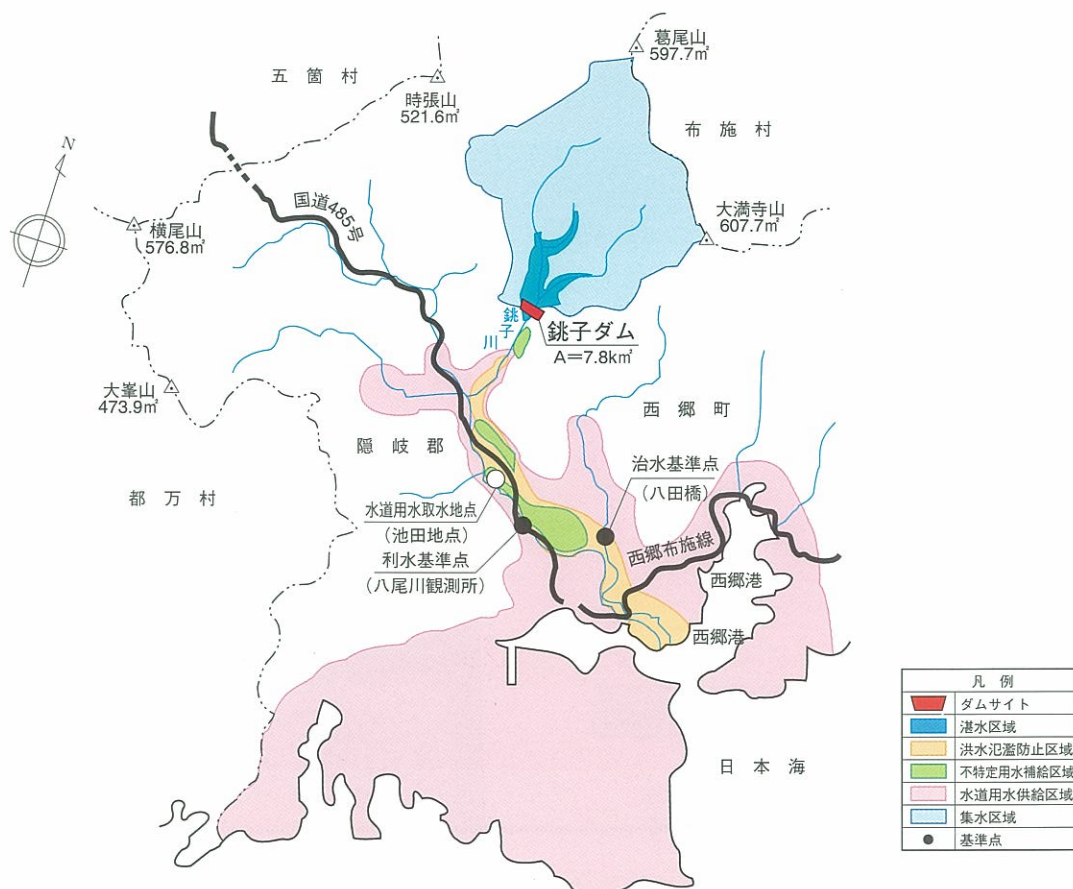 葛尾山
597.7㎡
五箇村
時張山
521.6㎡
布施村
N
国道485号
横尾山
576.8㎡
大満寺山
607.7㎡
銚子川
銚子ダム
A＝7.8k㎡
大峯山
473.9㎡
西郷町
隠岐郡
治水基準点
（八田橋）
都万村
水道用水取水地点
（池田地点）
利水基準点
（八尾川観測所）
西郷布施線
西郷港
西郷港
日本海
凡例
ダムサイト
湛水区域
洪水氾濫防止区域
不特定用水補給区域
水道用水供給区域
集水区域
基準点